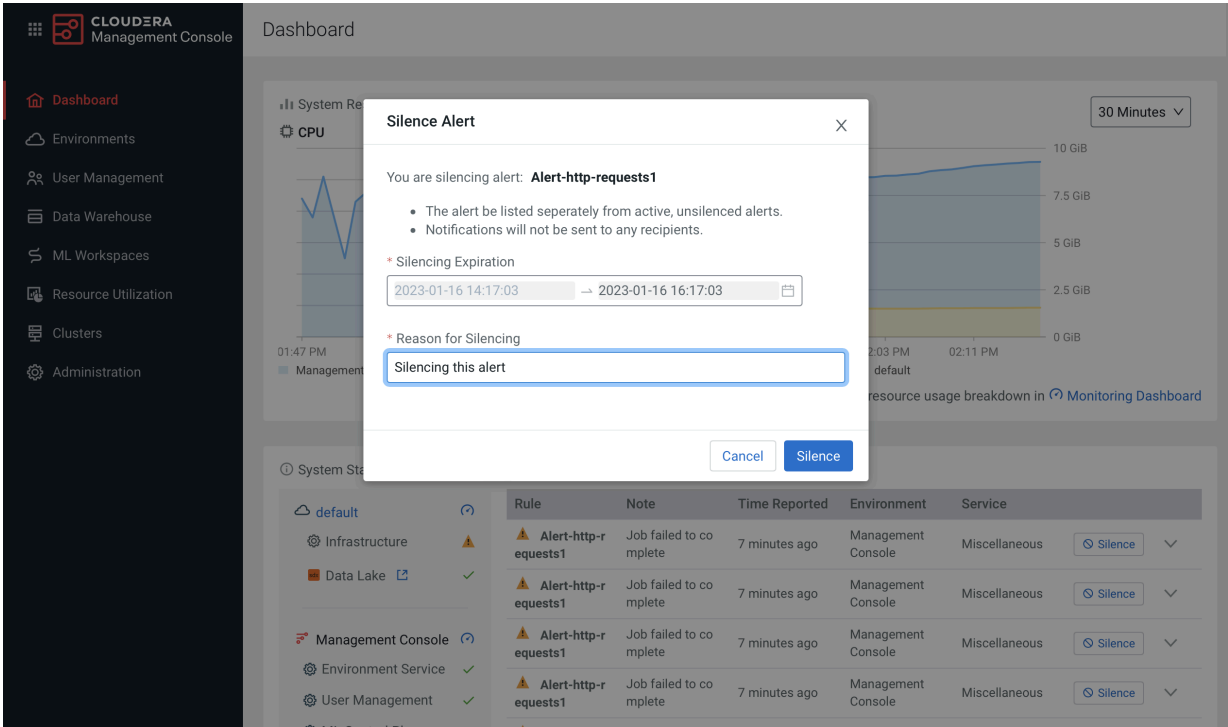 CLOUDERA
Management Console
Dashboard
Environments
User Management
Data Warehouse
ML Workspaces
Resource Utilization
Clusters
Administration
Dashboard
System Re
30 Minutes
CPU
10 GiB
7.5 GiB
5 GiB
2.5 GiB
0 GiB
01:47 PM
2:03 PM
02:11 PM
Management
default
resource usage breakdown in Monitoring Dashboard
Silence Alert
You are silencing alert: Alert-http-requests1
The alert be listed seperately from active, unsilenced alerts.
Notifications will not be sent to any recipients.
* Silencing Expiration
2023-01-16 14:17:03 → 2023-01-16 16:17:03
* Reason for Silencing
Silencing this alert
Cancel Silence
System Sta
default
Infrastructure
Data Lake
Management Console
Environment Service
User Management
Rule Note Time Reported Environment Service
Alert-http-r Job failed to co Management
equests1 mplete 7 minutes ago Console Miscellaneous Silence
Alert-http-r Job failed to co Management
equests1 mplete 7 minutes ago Console Miscellaneous Silence
Alert-http-r Job failed to co Management
equests1 mplete 7 minutes ago Console Miscellaneous Silence
Alert-http-r Job failed to co Management
equests1 mplete 7 minutes ago Console Miscellaneous Silence